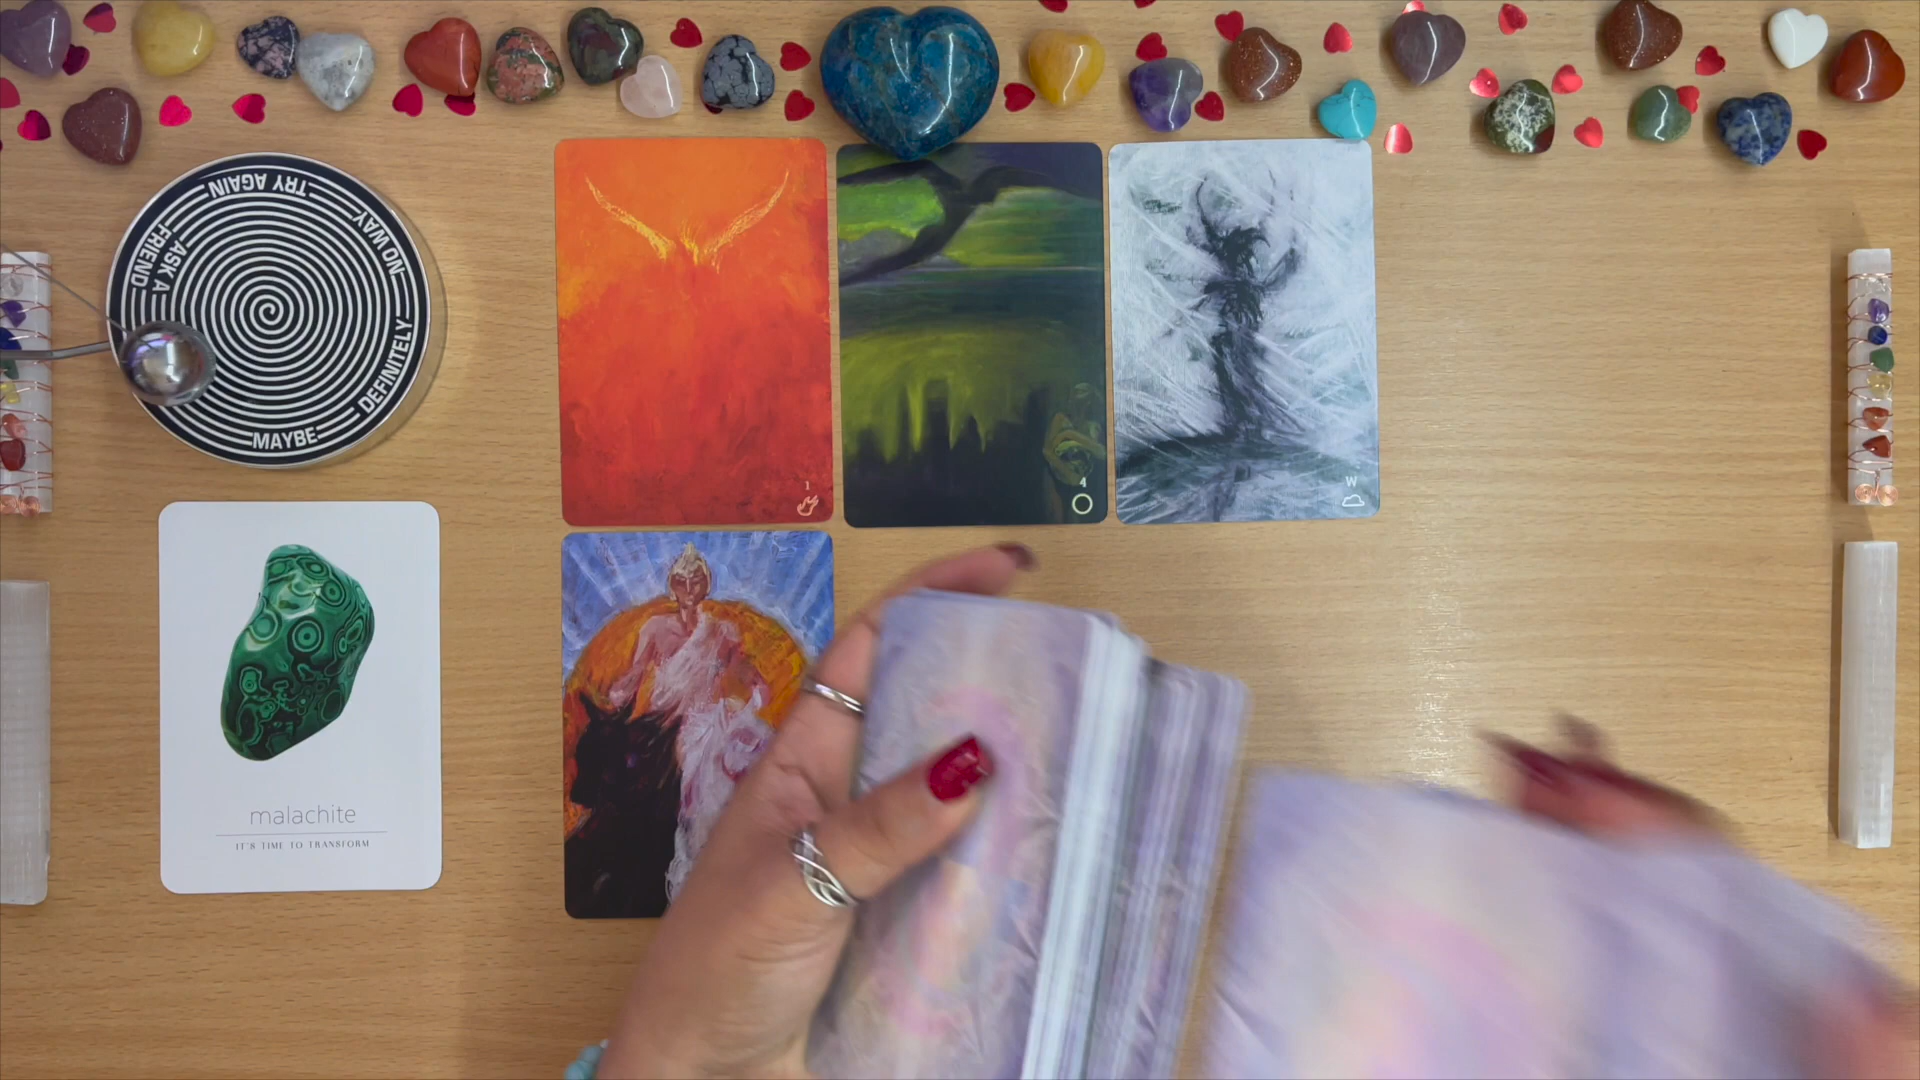 TRY AGAIN
NO WAY
DEFINITELY
MAYBE
ASK A
FRIEND
1
4
W
malachite
IT'S TIME TO TRANSFORM